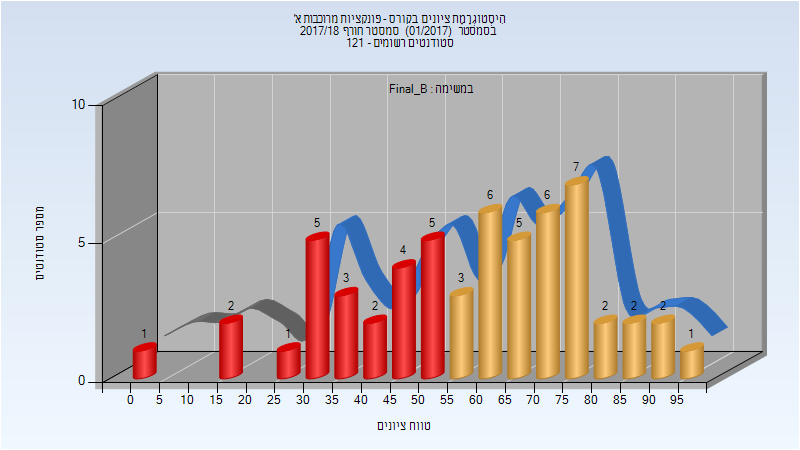 היסטוגרמת ציונים בקורס - פונקציות מרוכבות א'
בסמסטר (01/2017) סמסטר חורף 2017/18
סטודנטים רשומים - 121
במשימה : Final_B
מספר סטודנטים
10
5
0
1
2
1
5
3
2
4
5
3
6
5
6
7
2
2
2
1
0 5 10 15 20 25 30 35 40 45 50 55 60 65 70 75 80 85 90 95
טווח ציונים